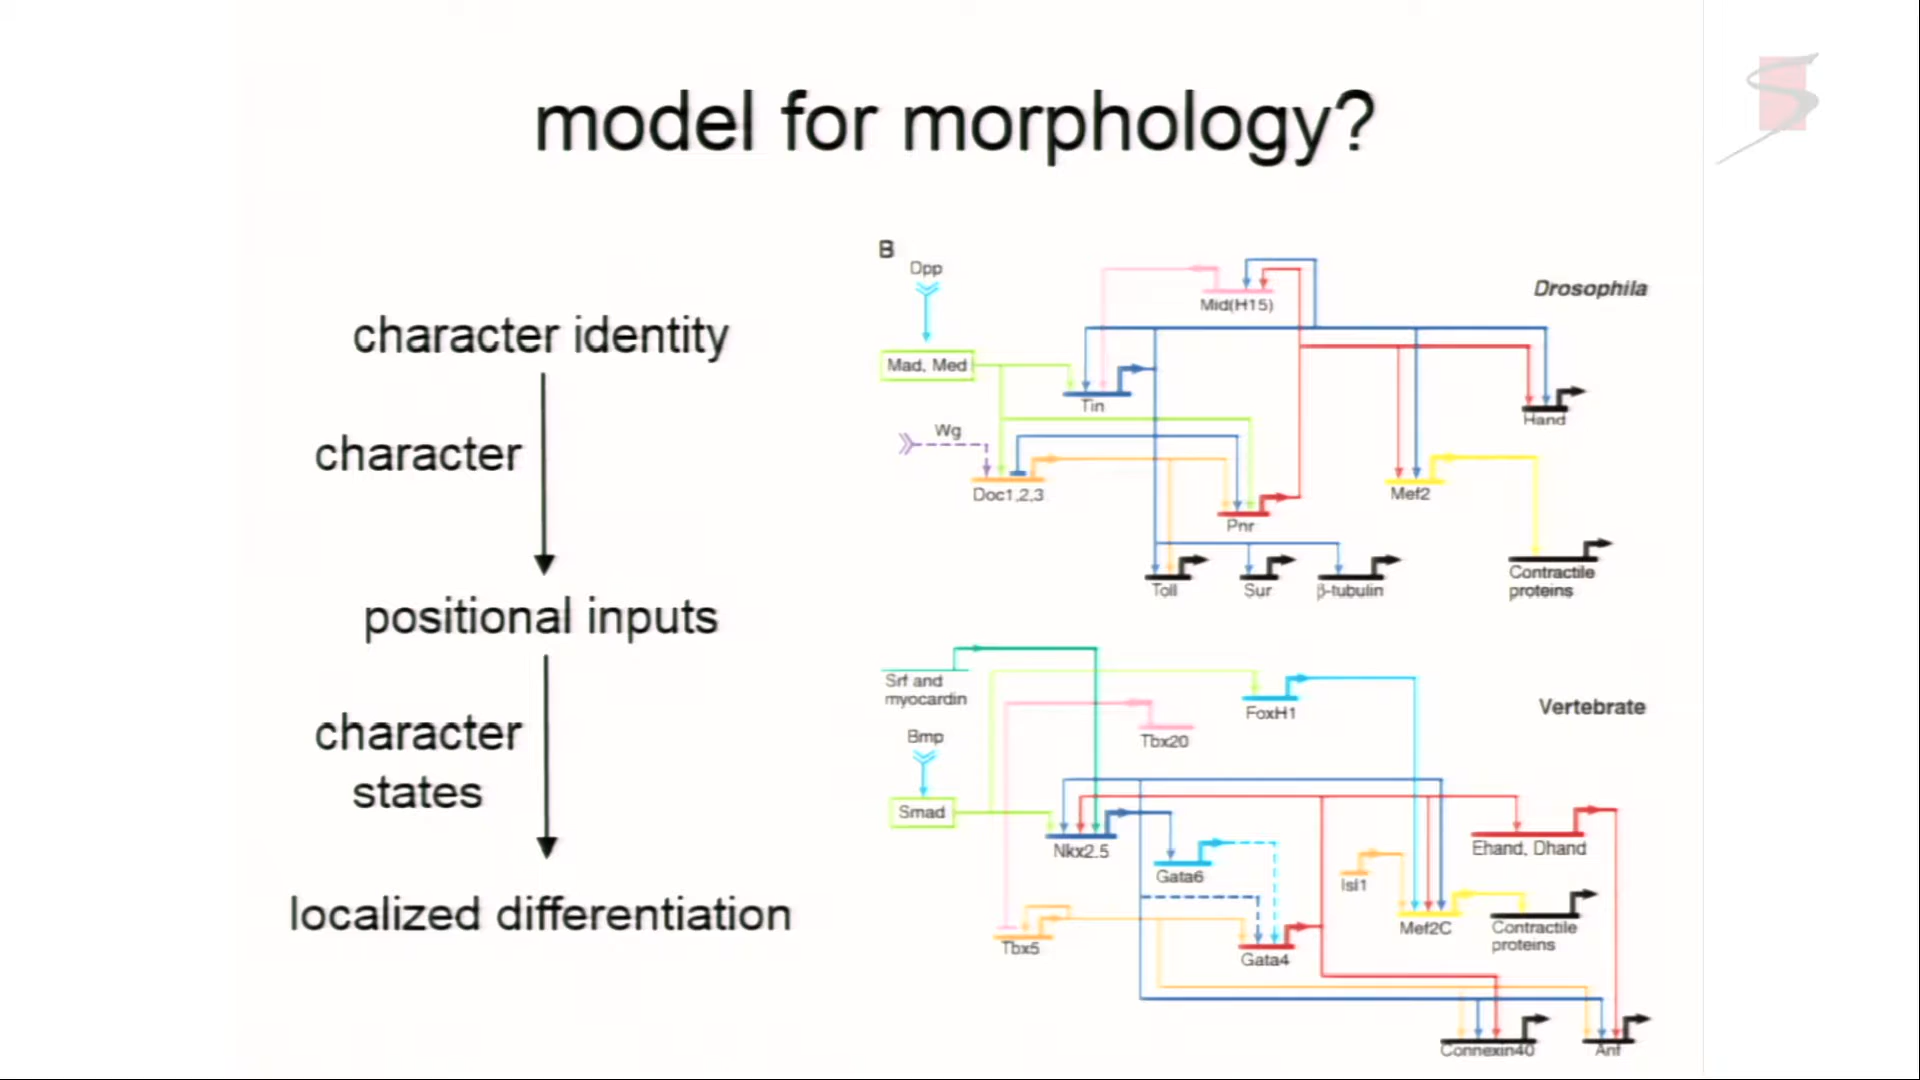 model for morphology?
character identity
character
positional inputs
character
states
localized differentiation
B
Dpp
Drosophila
Mid(H15)
Mad, Med
Tin
Hand
Wg
Doc1,2,3
Mef2
Pnr
Toll
Sur
β-tubulin
Contractile
proteins
Srf and
myocardin
FoxH1
Vertebrate
Tbx20
Bmp
Smad
Nkx2.5
Ehand, Dhand
Gata6
Isl1
Mef2C
Contractile
proteins
Tbx5
Gata4
Connexin40
Anf